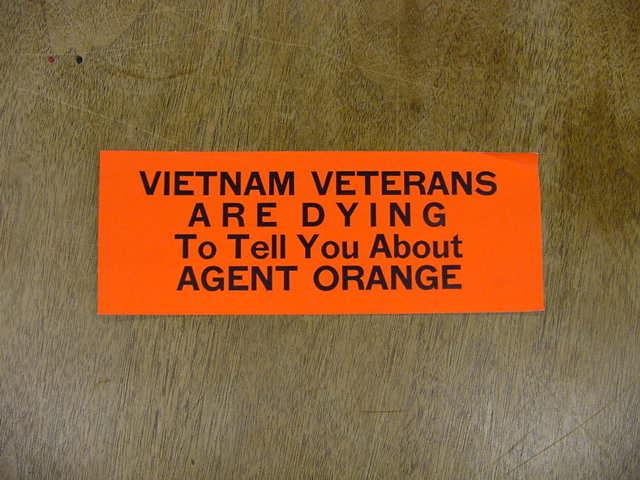 VIETNAM VETERANS
ARE DYING
To Tell You About
AGENT ORANGE